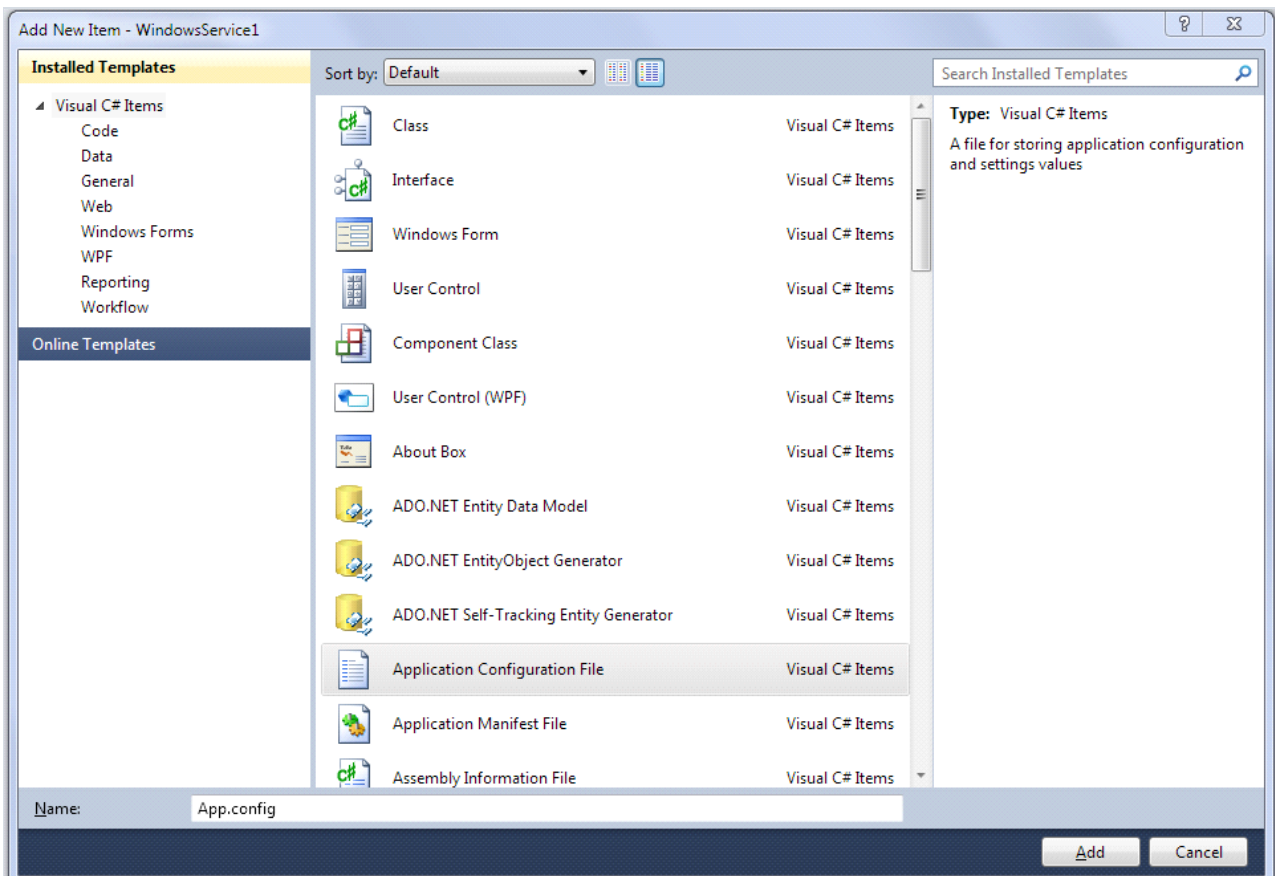 Add New Item - WindowsService1
Installed Templates
Sort by: Default
Search Installed Templates
Visual C# Items
Code
Data
General
Web
Windows Forms
WPF
Reporting
Workflow
Online Templates
Class Visual C# Items
Interface Visual C# Items
Windows Form Visual C# Items
User Control Visual C# Items
Component Class Visual C# Items
User Control (WPF) Visual C# Items
About Box Visual C# Items
ADO.NET Entity Data Model Visual C# Items
ADO.NET EntityObject Generator Visual C# Items
ADO.NET Self-Tracking Entity Generator Visual C# Items
Application Configuration File Visual C# Items
Application Manifest File Visual C# Items
Assembly Information File Visual C# Items
Type: Visual C# Items
A file for storing application configuration
and settings values
Name: App.config
Add Cancel